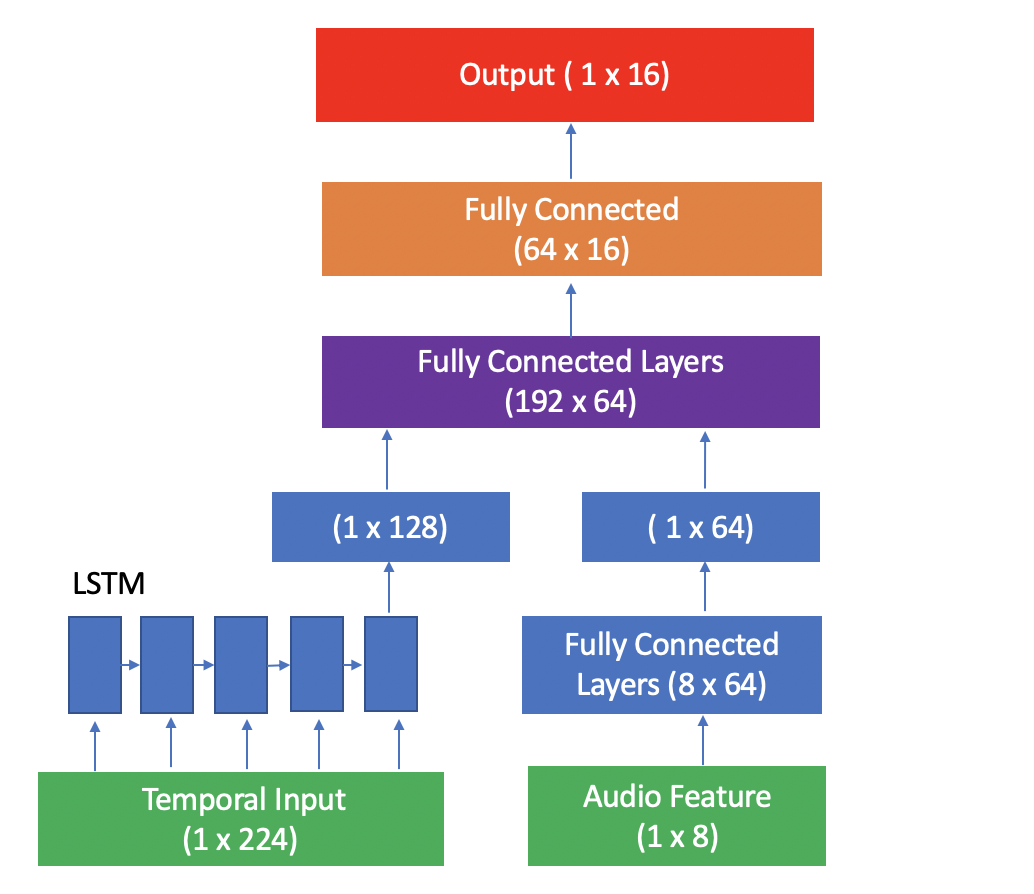 Output ( 1 x 16)
Fully Connected
(64 x 16)
Fully Connected Layers
(192 x 64)
(1 x 128)
( 1 x 64)
LSTM
Fully Connected
Layers (8 x 64)
Temporal Input
(1 x 224)
Audio Feature
(1 x 8)